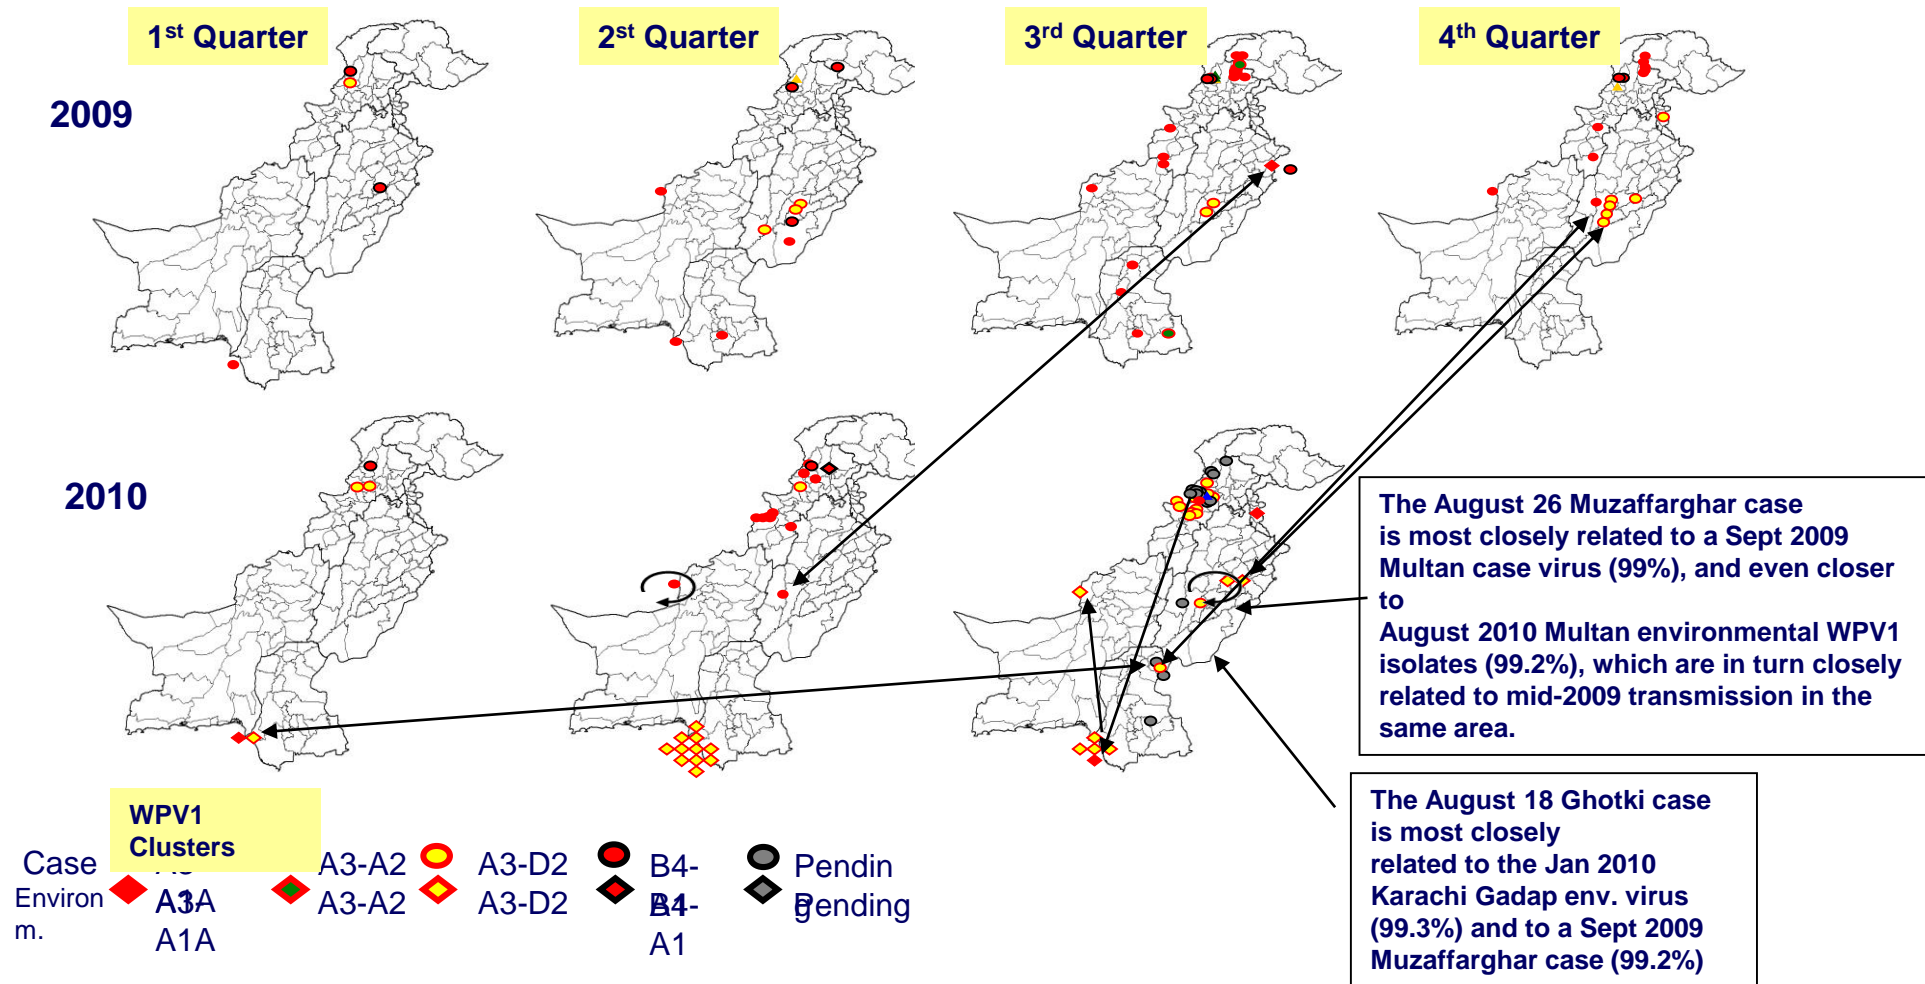 1st Quarter
2st Quarter
3rd Quarter
4th Quarter
2009
2010
The August 26 Muzaffarghar case
is most closely related to a Sept 2009
Multan case virus (99%), and even closer
to
August 2010 Multan environmental WPV1
isolates (99.2%), which are in turn closely
related to mid-2009 transmission in the
same area.
The August 18 Ghotki case
is most closely
related to the Jan 2010
Karachi Gadap env. virus
(99.3%) and to a Sept 2009
Muzaffarghar case (99.2%)
WPV1
Clusters
Case
A3-A2
A3-D2
B4-
A1
Pendin
g
Environ
m.
A3-
A1A
A3-A2
A3-D2
B4-
A1
Pending